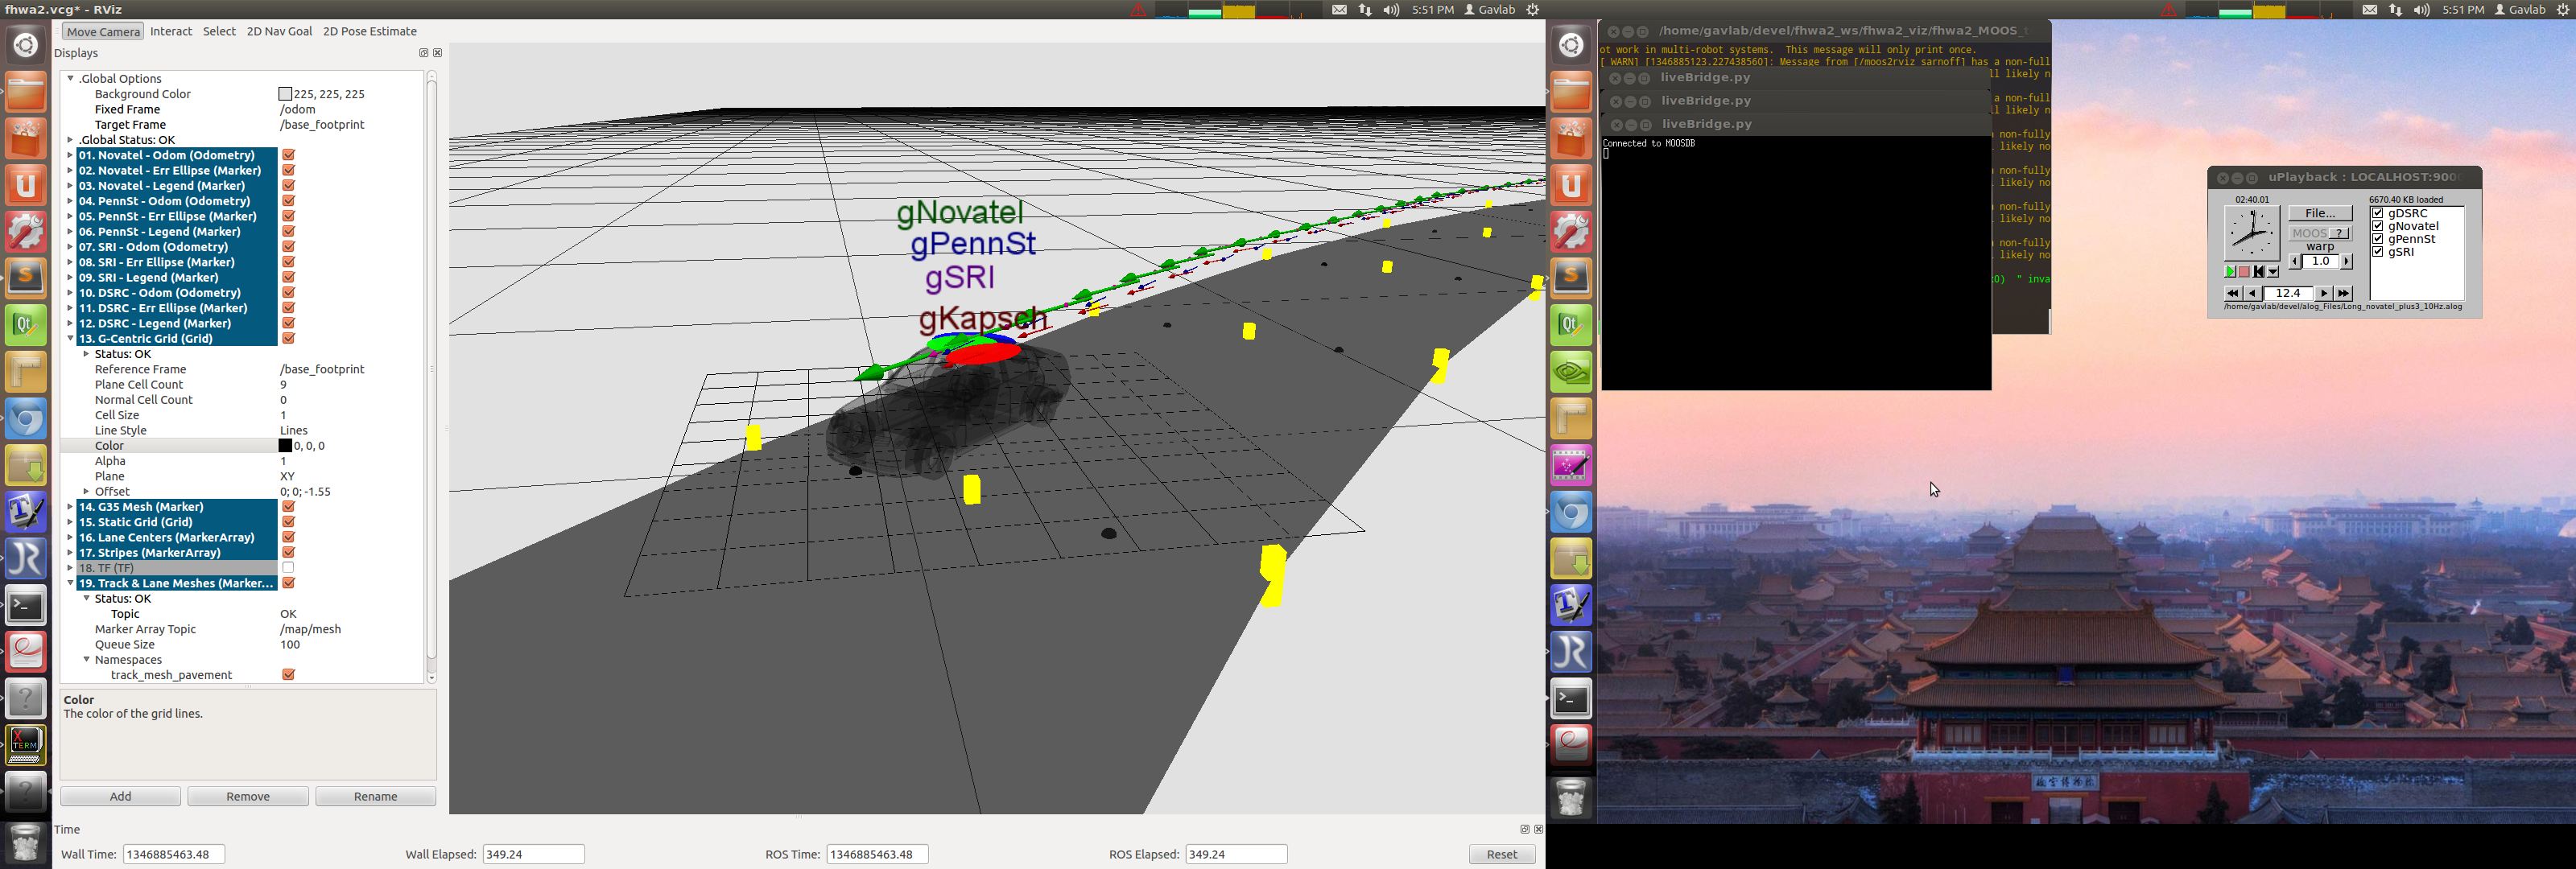 fhwa2.vcg* - RViz
5:51 PM Gavlab
Move Camera Interact Select 2D Nav Goal 2D Pose Estimate
Displays
.Global Options
Background Color 225, 225, 225
Fixed Frame /odom
Target Frame /base_footprint
.Global Status: OK
01. Novatel - Odom (Odometry)
02. Novatel - Err Ellipse (Marker)
03. Novatel - Legend (Marker)
04. PennSt - Odom (Odometry)
05. PennSt - Err Ellipse (Marker)
06. PennSt - Legend (Marker)
07. SRI - Odom (Odometry)
08. SRI - Err Ellipse (Marker)
09. SRI - Legend (Marker)
10. DSRC - Odom (Odometry)
11. DSRC - Err Ellipse (Marker)
12. DSRC - Legend (Marker)
13. G-Centric Grid (Grid)
Status: OK
Reference Frame /base_footprint
Plane Cell Count 9
Normal Cell Count 0
Cell Size 1
Line Style Lines
Color 0, 0, 0
Alpha 1
Plane XY
Offset 0; 0; -1.55
14. G35 Mesh (Marker)
15. Static Grid (Grid)
16. Lane Centers (MarkerArray)
17. Stripes (MarkerArray)
18. TF (TF)
19. Track & Lane Meshes (Marker...
Status: OK
Topic OK
Marker Array Topic /map/mesh
Queue Size 100
Namespaces
track_mesh_pavement
Color
The color of the grid lines.
Add Remove Rename
gNovatel
gPennSt
gSRI
gKapsch
Time
Wall Time: 1346885463.48 Wall Elapsed: 349.24 ROS Time: 1346885463.48 ROS Elapsed: 349.24 Reset
XTERM
5:51 PM Gavlab
/home/gavlab/devel/fhwa2_ws/fhwa2_viz/fhwa2_MOOS_
ot work in multi-robot systems. This message will only print once.
[ WARN] [1346885123.227438560]: Message from [/moos2rviz_sarnoff] has a non-full
liveBridge.py
liveBridge.py
liveBridge.py
Connected to MOOSDB
ll likely n
a non-full
l likely no
non-fully
l likely no
non-fully
l likely no
non-fully
l likely no
non-fully
l likely no
:0) " inva
uPlayback : LOCALHOST:900
02:40.01 6670.40 KB loaded
File...
MOOS ?
warp
1.0
12.4
gDSRC
gNovatel
gPennSt
gSRI
/home/gavlab/devel/alog_Files/Long_novatel_plus3_10Hz.alog